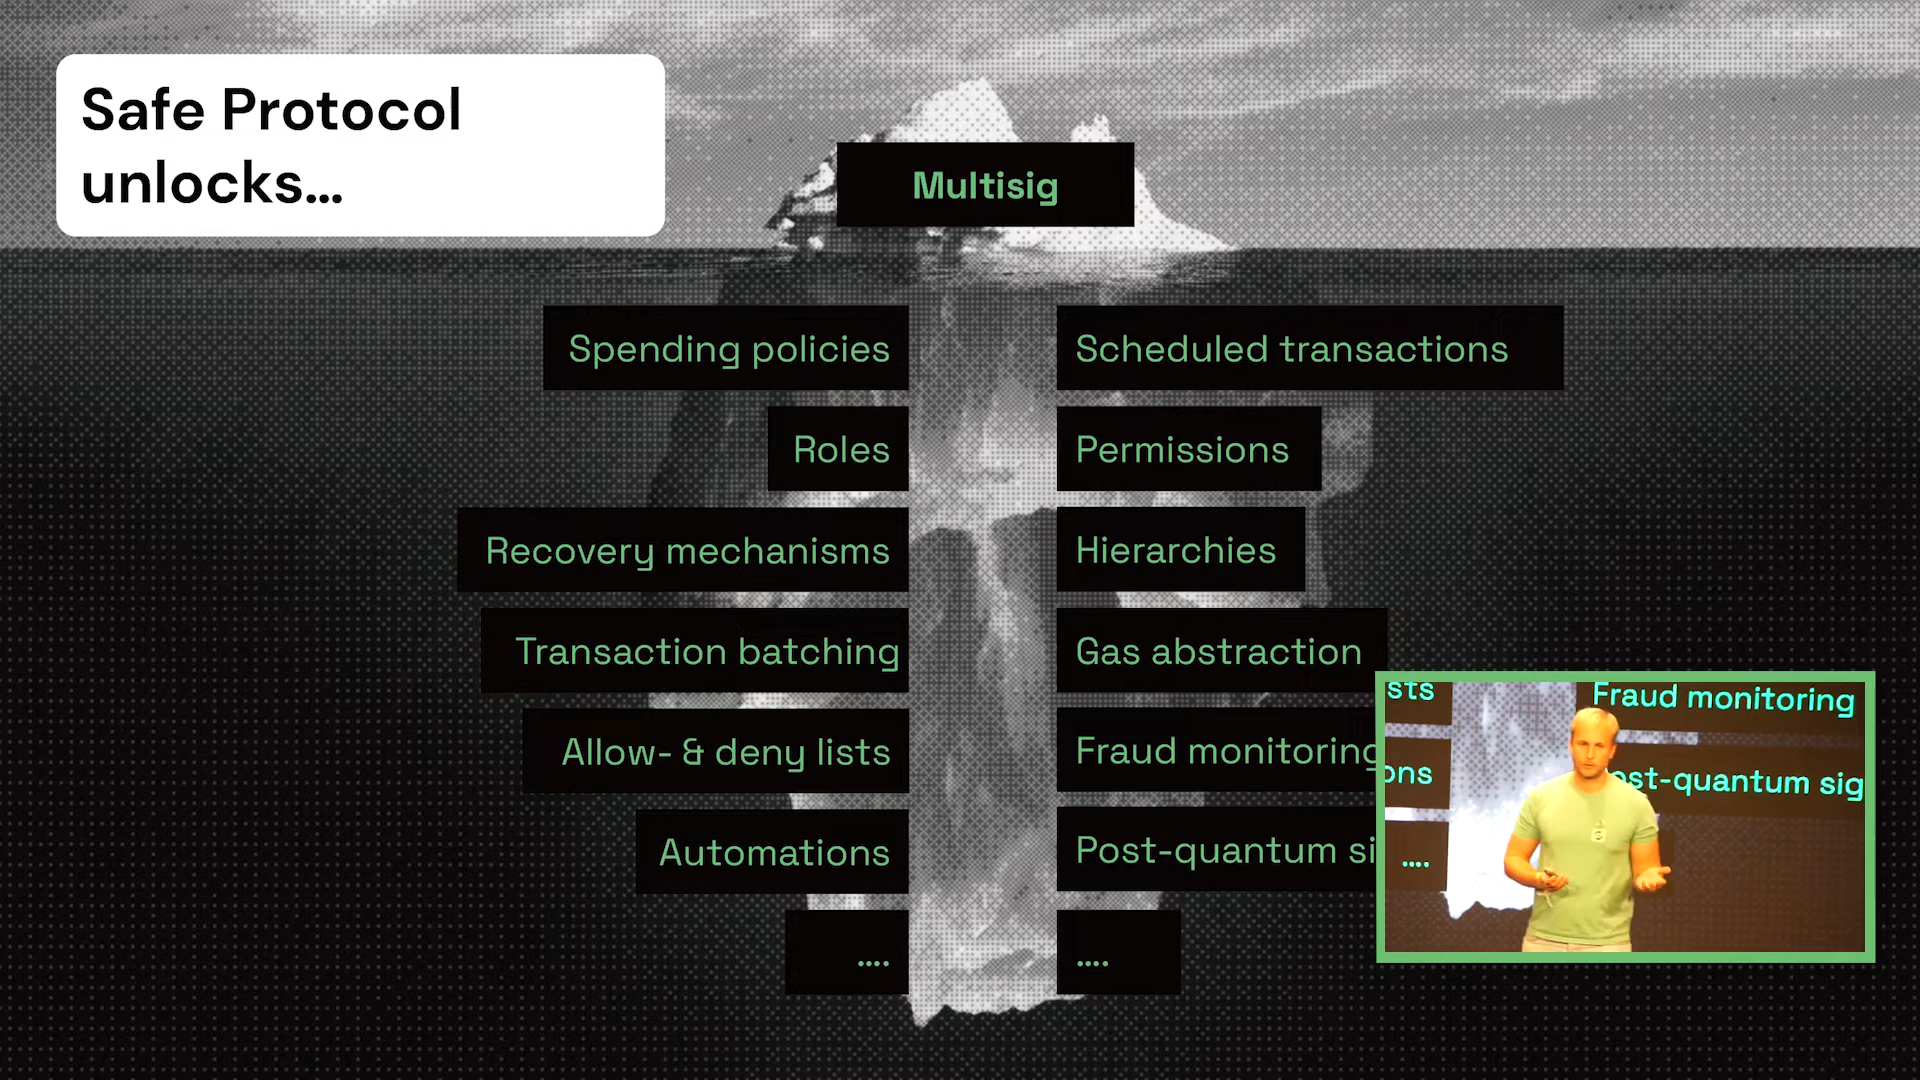 Safe Protocol
unlocks...
Multisig
Spending policies
Scheduled transactions
Roles
Permissions
Recovery mechanisms
Hierarchies
Transaction batching
Gas abstraction
Allow- & deny lists
Fraud monitoring
Automations
Post-quantum si
....
....
sts
Fraud monitoring
ons
ost-quantum sig
....